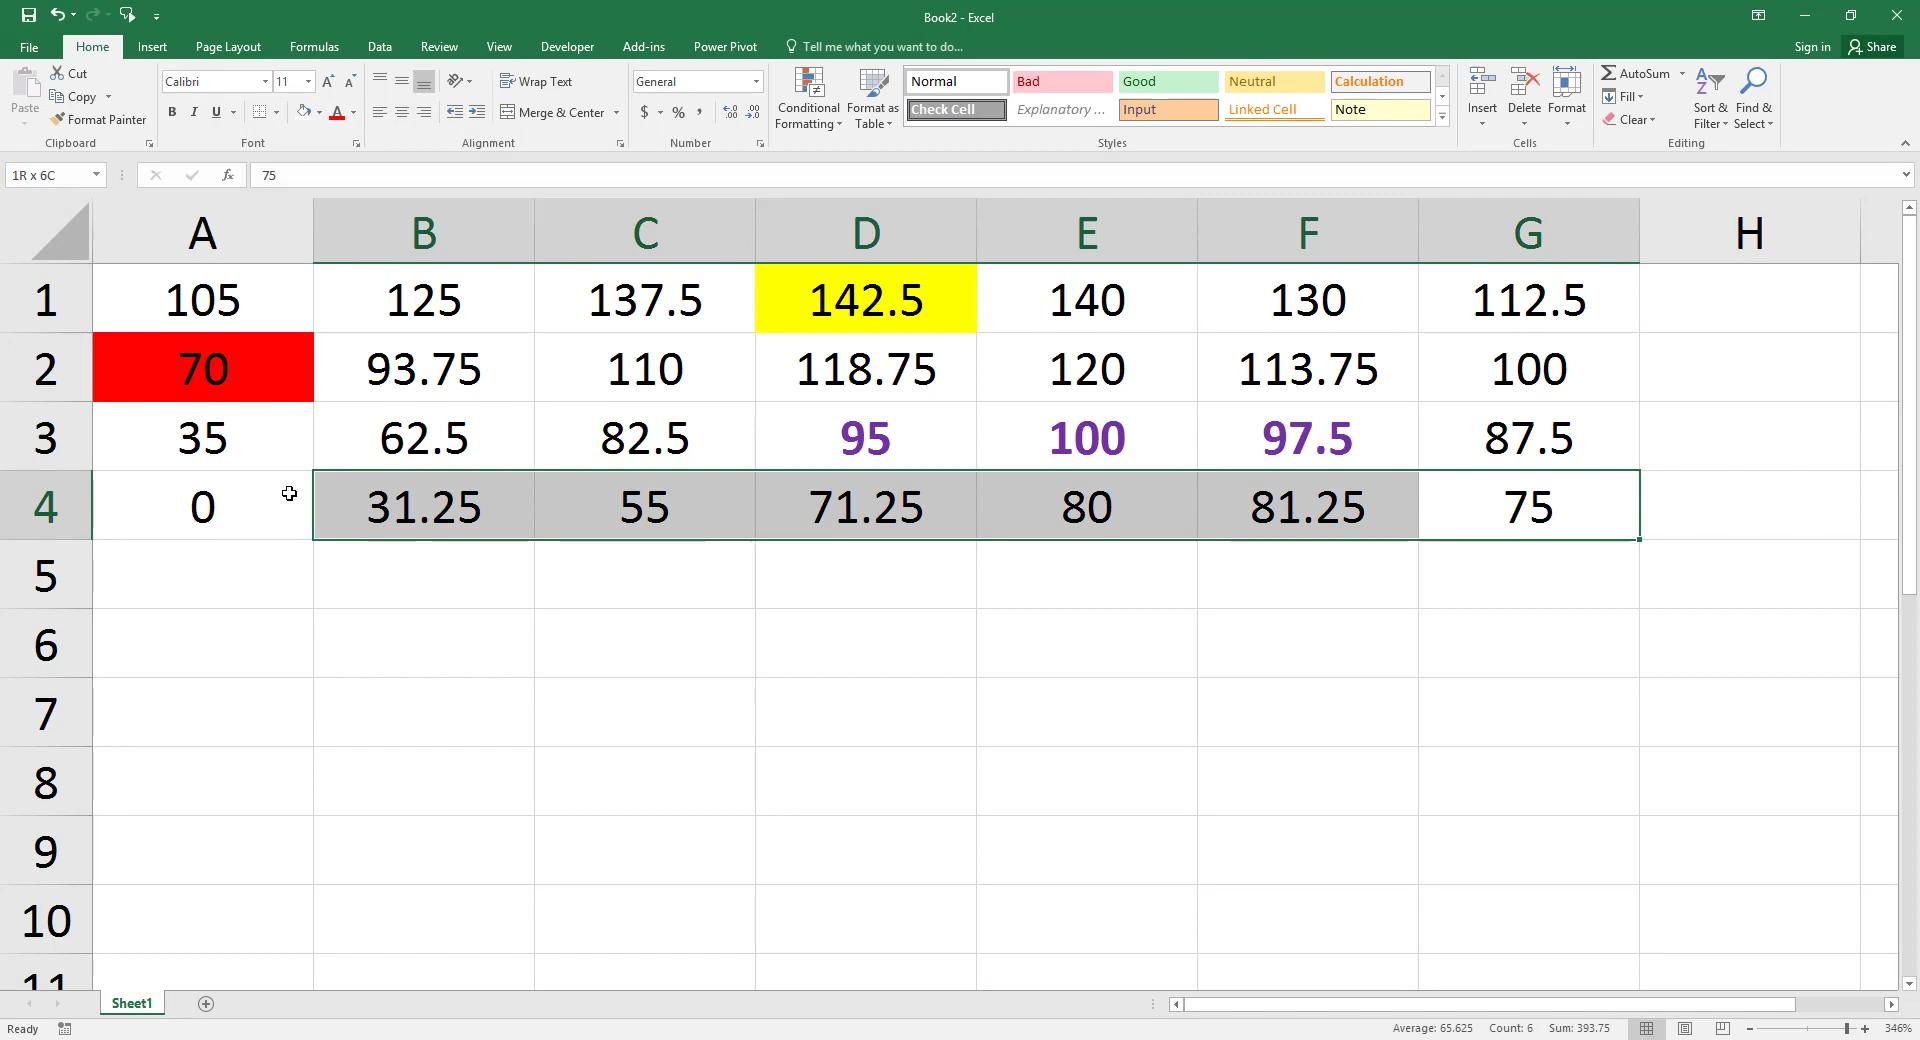 Book2 - Excel
File Home Insert Page Layout Formulas Data Review View Developer Add-ins Power Pivot Tell me what you want to do... Sign in Share
Paste
Cut
Copy
Format Painter
Clipboard
Calibri 11
B I U A
Font
Wrap Text
Merge & Center
Alignment
General
$ % ,
Number
Conditional Formatting
Format as Table
Normal Bad Good Neutral Calculation
Check Cell Explanatory ... Input Linked Cell Note
Styles
Insert Delete Format
Cells
AutoSum
Fill
Clear
Sort & Filter
Find & Select
Editing
1R x 6C fx 75
A B C D E F G H
1 105 125 137.5 142.5 140 130 112.5
2 70 93.75 110 118.75 120 113.75 100
3 35 62.5 82.5 95 100 97.5 87.5
4 0 31.25 55 71.25 80 81.25 75
5
6
7
8
9
10
11
Sheet1
Ready Average: 65.625 Count: 6 Sum: 393.75 346%